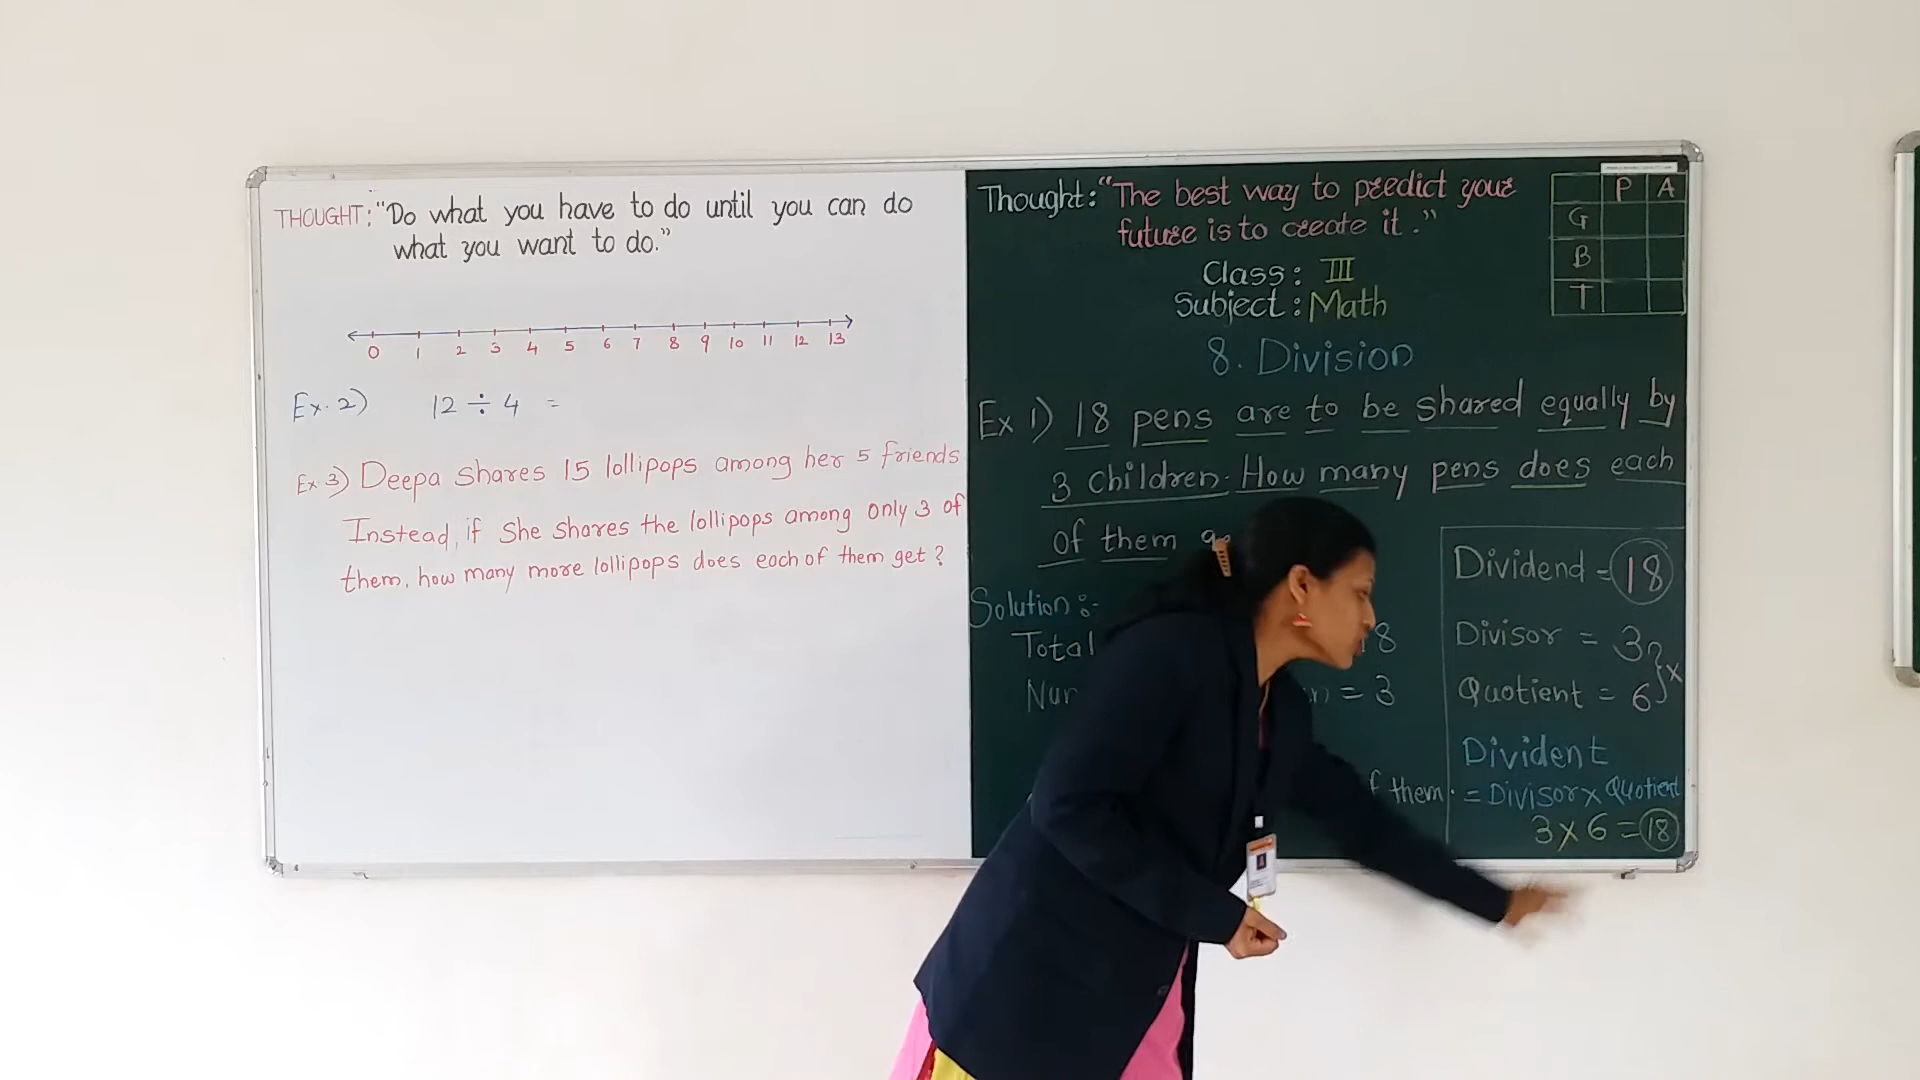 THOUGHT: "Do what you have to do until you can do
what you want to do."
0 1 2 3 4 5 6 7 8 9 10 11 12 13
Ex. 2) 12 ÷ 4 =
Ex 3) Deepa shares 15 lollipops among her 5 friends
Instead, if she shares the lollipops among only 3 of
them, how many more lollipops does each of them get?
Thought: "The best way to predict your
future is to create it."
P A
G
B
T
Class: III
Subject: Math
8. Division
Ex 1) 18 pens are to be shared equally by
3 children. How many pens does each
of them
Solution :-
Total 8
= 3
f them.
Dividend = 18
Divisor = 3
Quotient = 6 } x
Divident
= Divisor x Quotient
3 x 6 = 18